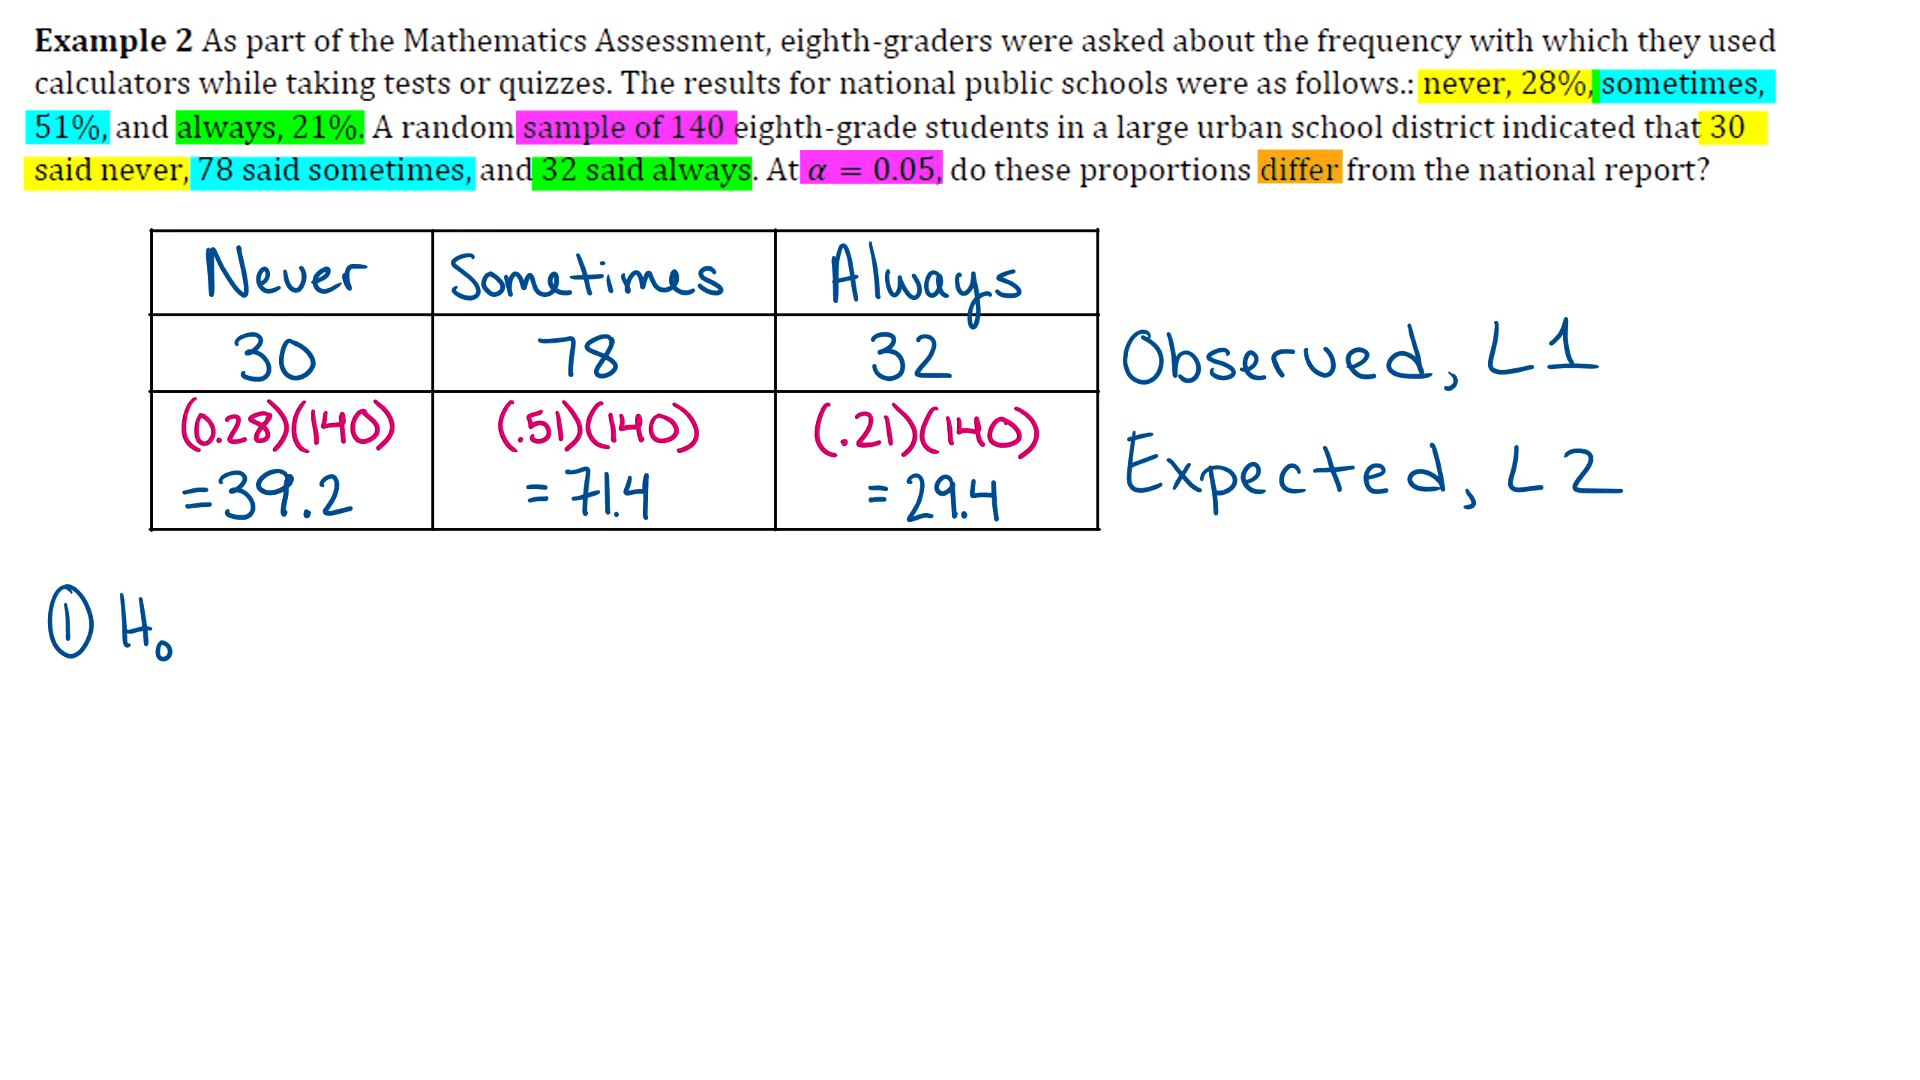 Example 2 As part of the Mathematics Assessment, eighth-graders were asked about the frequency with which they used
calculators while taking tests or quizzes. The results for national public schools were as follows.: never, 28%, sometimes,
51%, and always, 21%. A random sample of 140 eighth-grade students in a large urban school district indicated that 30
said never, 78 said sometimes, and 32 said always. At α = 0.05, do these proportions differ from the national report?
Never Sometimes Always
30 78 32 Observed, L1
(0.28)(140) (.51)(140) (.21)(140)
=39.2 = 71.4 = 29.4 Expected, L2
① H₀